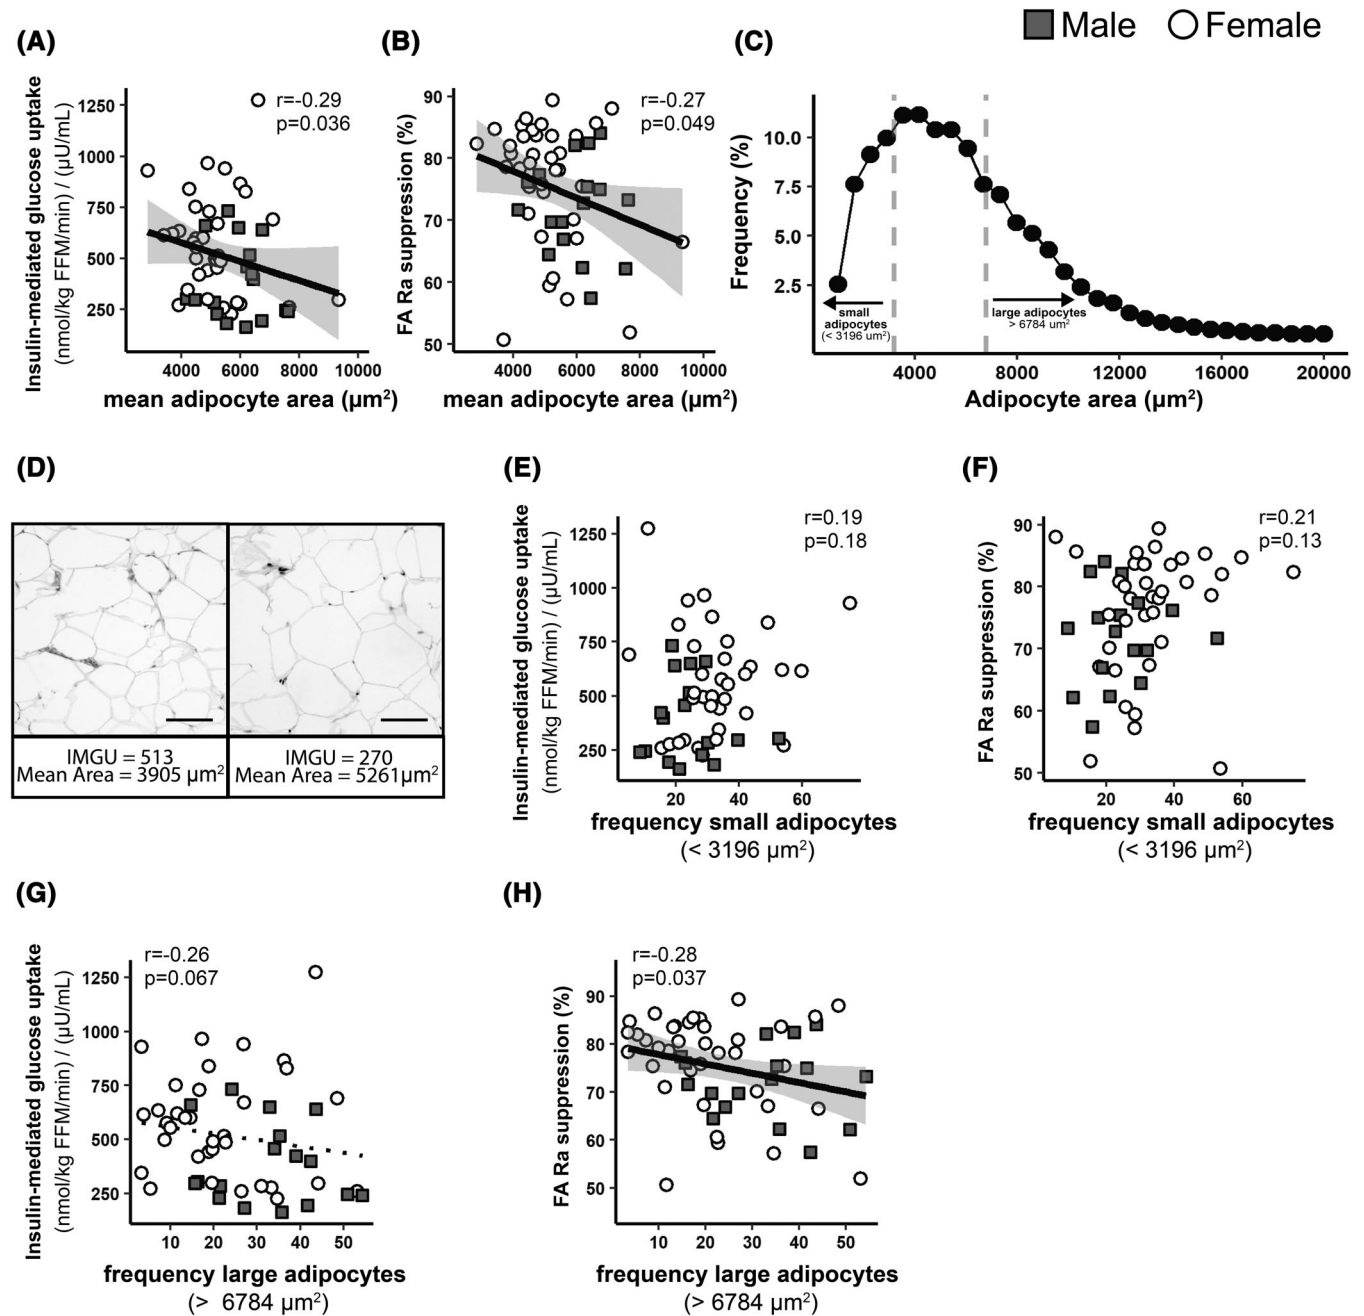 Male Female
(A)
Insulin-mediated glucose uptake
(nmol/kg FFM/min) / (µU/mL)
1250
1000
750
500
250
r=-0.29
p=0.036
4000 6000 8000 10000
mean adipocyte area (µm²)
(B)
FA Ra suppression (%)
90
80
70
60
50
r=-0.27
p=0.049
4000 6000 8000 10000
mean adipocyte area (µm²)
(C)
Frequency (%)
10.0
7.5
5.0
2.5
small
adipocytes
(< 3196 um²)
large adipocytes
> 6784 um²
4000 8000 12000 16000 20000
Adipocyte area (µm²)
(D)
IMGU = 513
Mean Area = 3905 µm²
IMGU = 270
Mean Area = 5261µm²
(E)
Insulin-mediated glucose uptake
(nmol/kg FFM/min) / (µU/mL)
1250
1000
750
500
250
r=0.19
p=0.18
20 40 60
frequency small adipocytes
(< 3196 µm²)
(F)
FA Ra suppression (%)
90
80
70
60
50
r=0.21
p=0.13
20 40 60
frequency small adipocytes
(< 3196 µm²)
(G)
Insulin-mediated glucose uptake
(nmol/kg FFM/min) / (µU/mL)
1250
1000
750
500
250
r=-0.26
p=0.067
10 20 30 40 50
frequency large adipocytes
(> 6784 µm²)
(H)
FA Ra suppression (%)
90
80
70
60
50
r=-0.28
p=0.037
10 20 30 40 50
frequency large adipocytes
(> 6784 µm²)